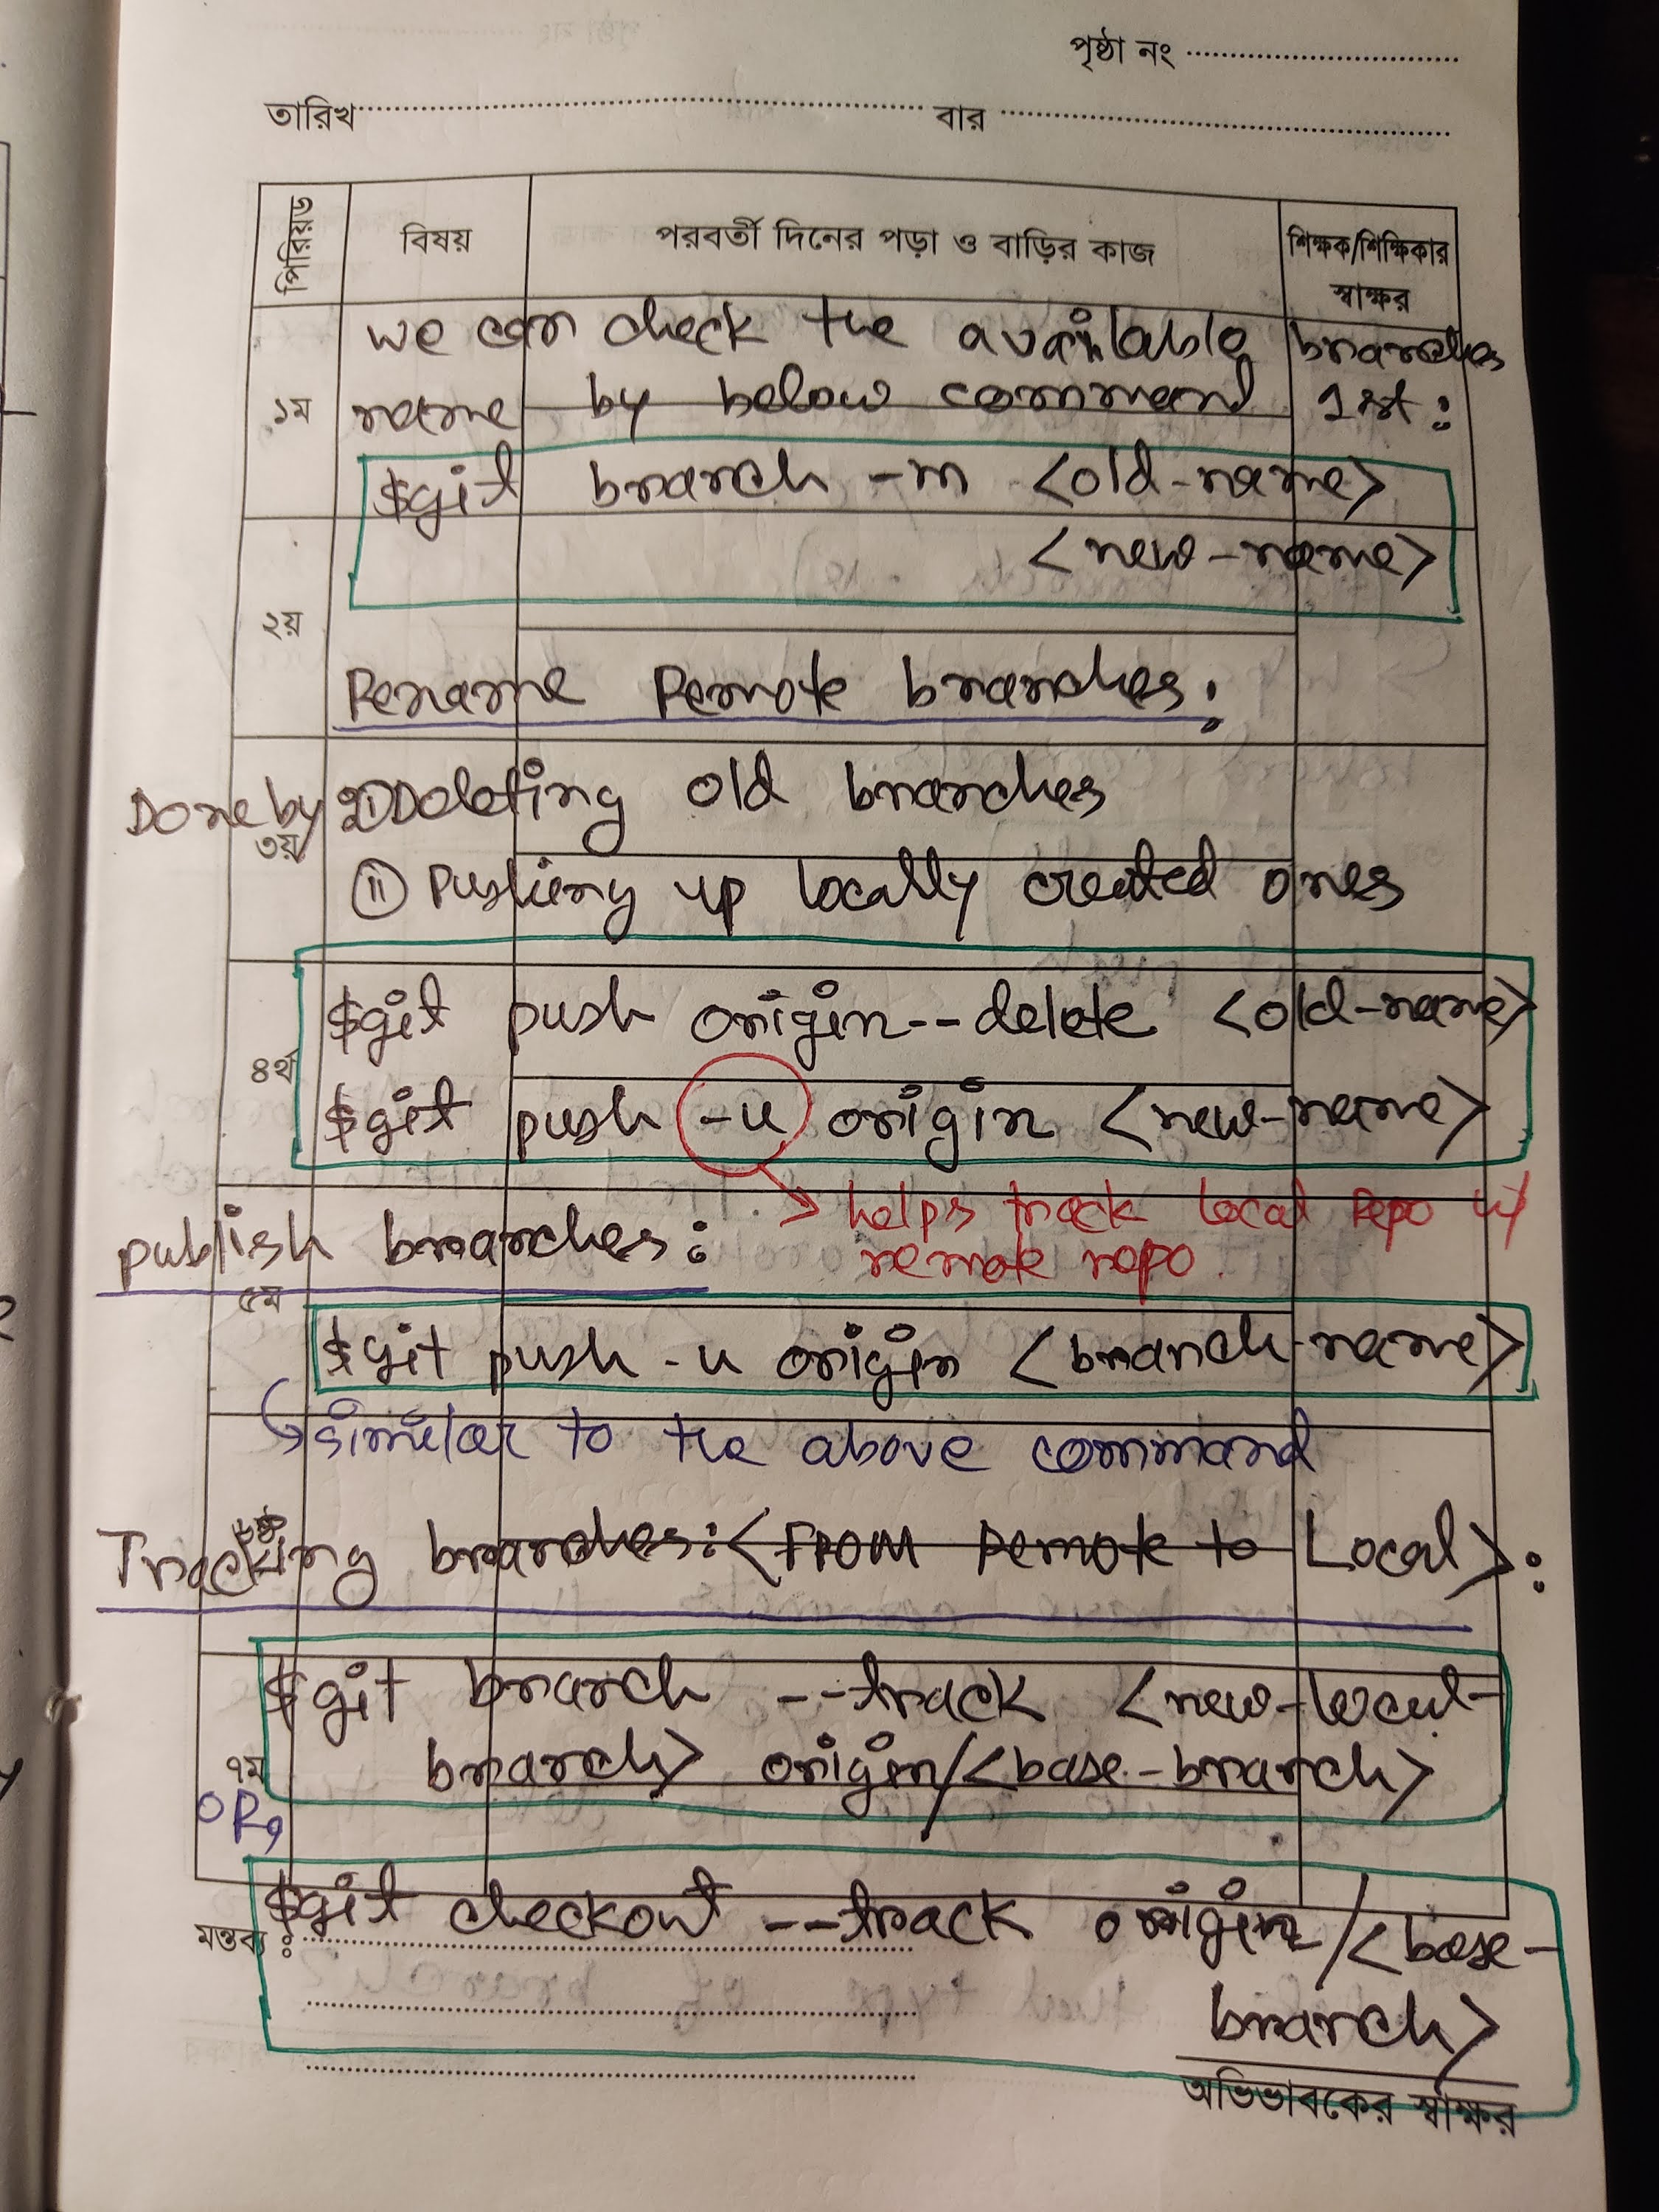 পৃষ্ঠা নং
তারিখ বার
পিরিয়ড বিষয় পরবর্তী দিনের পড়া ও বাড়ির কাজ শিক্ষক/শিক্ষিকার স্বাক্ষর
we can check the available branches
১ম name by below command 1st:
$git branch -m <old-name>
<new-name>
২য়
Rename Remote branches:
Done by i) Deleting old branches
৩য়
ii) Pushing up locally created ones
$git push origin --delete <old-name>
৪র্থ
$git push -u origin <new-name>
helps track local repo w/
publish branches: remote repo.
৫ম
$git push -u origin <branch-name>
similar to the above command
৬ষ্ঠ
Tracking branches: <FROM Remote to Local>:
$git branch --track <new-local-
৭ম branch> origin/<base-branch>
OR,
$git checkout --track origin/<base-
মন্তব্য ঃ
branch>
অভিভাবকের স্বাক্ষর